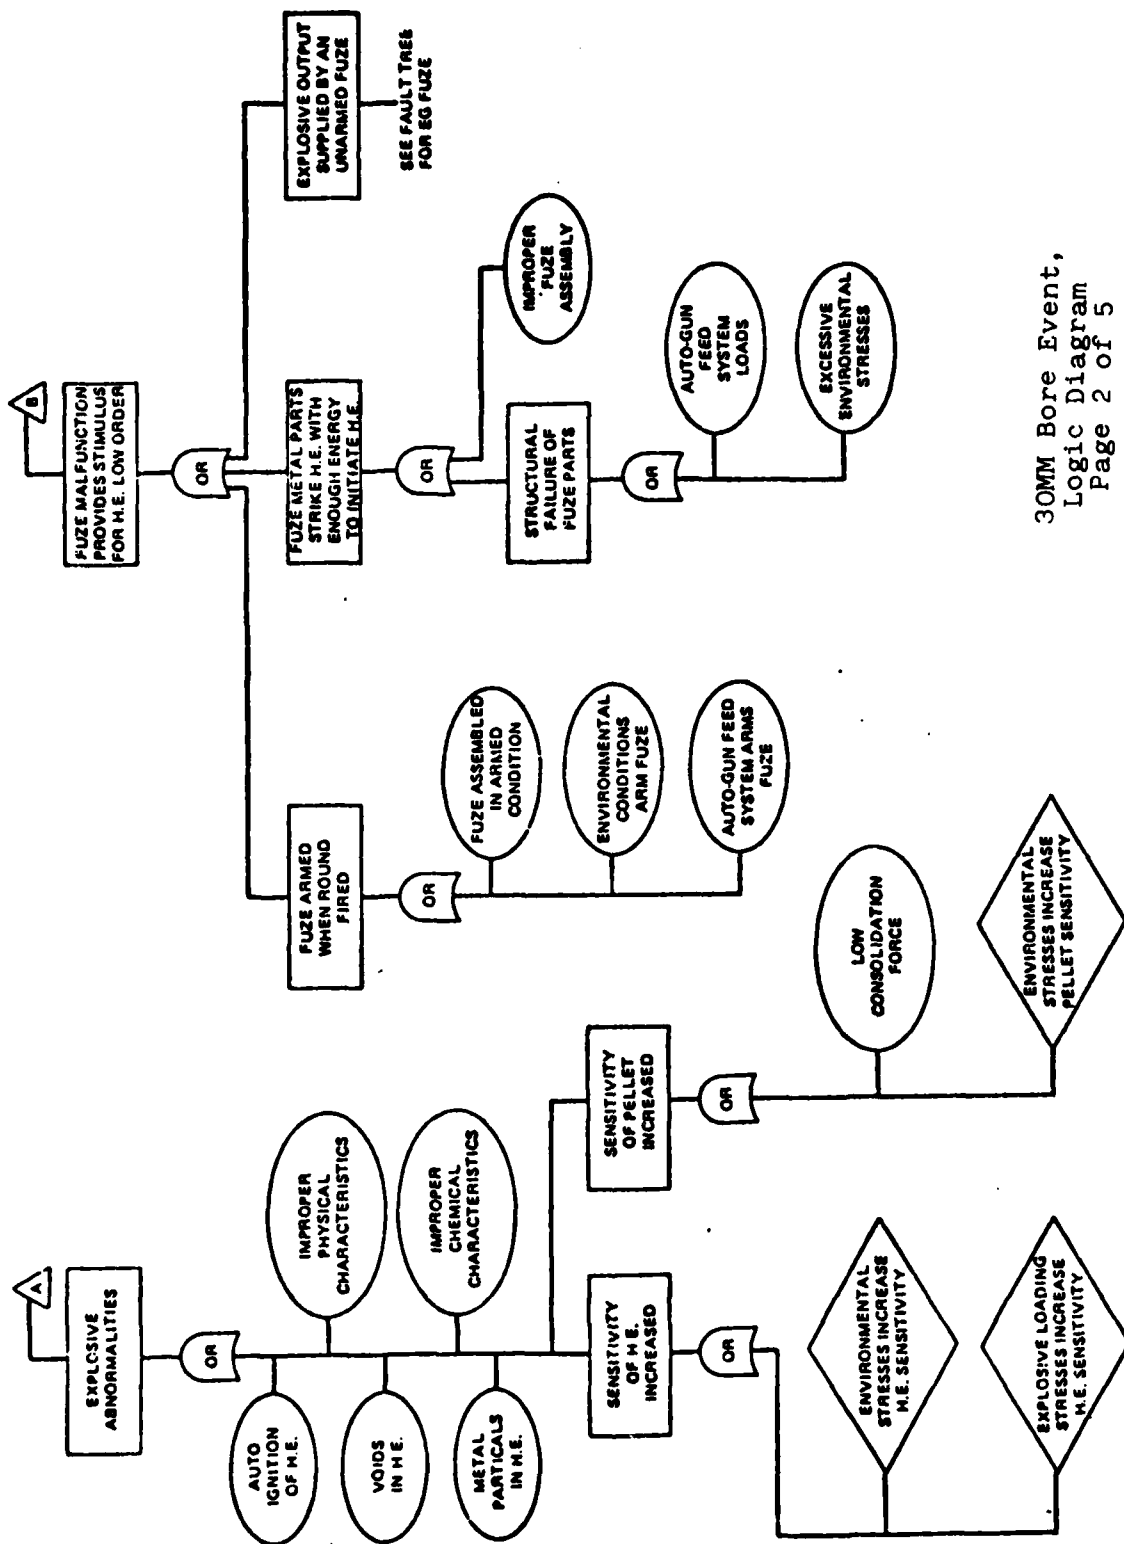 A
EXPLOSIVE
ABNORMALITIES
OR
AUTO
IGNITION
OF H.E.
IMPROPER
PHYSICAL
CHARACTERISTICS
VOIDS
IN H E.
IMPROPER
CHEMICAL
CHARACTERISTICS
METAL
PARTICALS
IN H.E.
SENSITIVITY
OF H E.
INCREASED
OR
ENVIRONMENTAL
STRESSES INCREASE
H.E. SENSITIVITY
EXPLOSIVE LOADING
STRESSES INCREASE
H.E. SENSITIVITY
SENSITIVITY
OF PELLET
INCREASED
OR
LOW
CONSOLIDATION
FORCE
ENVIRONMENTAL
STRESSES INCREASE
PELLET SENSITIVITY
B
FUZE MALFUNCTION
PROVIDES STIMULUS
FOR H.E. LOW ORDER
OR
FUZE ARMED
WHEN ROUND
FIRED
OR
FUZE ASSEMBLED
IN ARMED
CONDITION
ENVIRONMENTAL
CONDITIONS
ARM FUZE
AUTO-GUN FEED
SYSTEM ARMS
FUZE
FUZE METAL PARTS
STRIKE H.E. WITH
ENOUGH ENERGY
TO INITIATE H.E.
OR
STRUCTURAL
FAILURE OF
FUZE PARTS
OR
AUTO-GUN
FEED
SYSTEM
LOADS
EXCESSIVE
ENVIRONMENTAL
STRESSES
IMPROPER
FUZE
ASSEMBLY
EXPLOSIVE OUTPUT
SUPPLIED BY AN
UNARMED FUZE
SEE FAULT TREE
FOR EG FUZE
30MM Bore Event,
Logic Diagram
Page 2 of 5